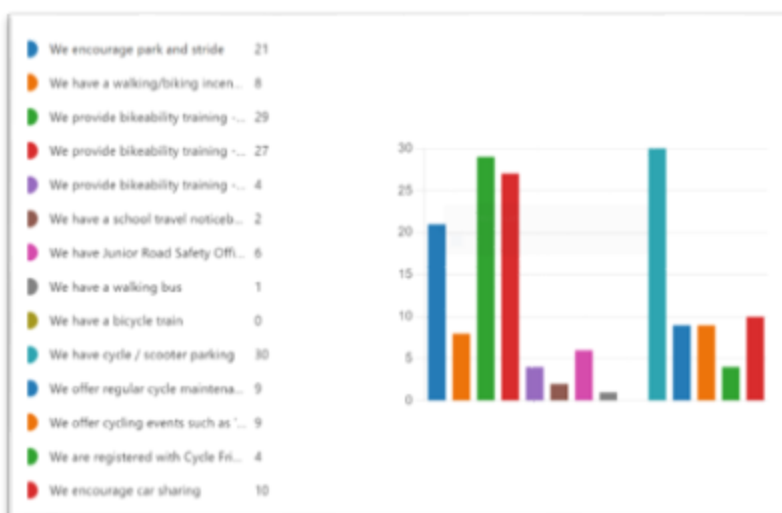 We encourage park and stride 21
We have a walking/biking incen... 8
We provide bikeability training -... 29
We provide bikeability training -... 27
We provide bikeability training -... 4
We have a school travel noticeb... 2
We have Junior Road Safety Offi... 6
We have a walking bus 1
We have a bicycle train 0
We have cycle / scooter parking 30
We offer regular cycle maintena... 9
We offer cycling events such as '... 9
We are registered with Cycle Fri... 4
We encourage car sharing 10
30
25
20
15
10
5
0